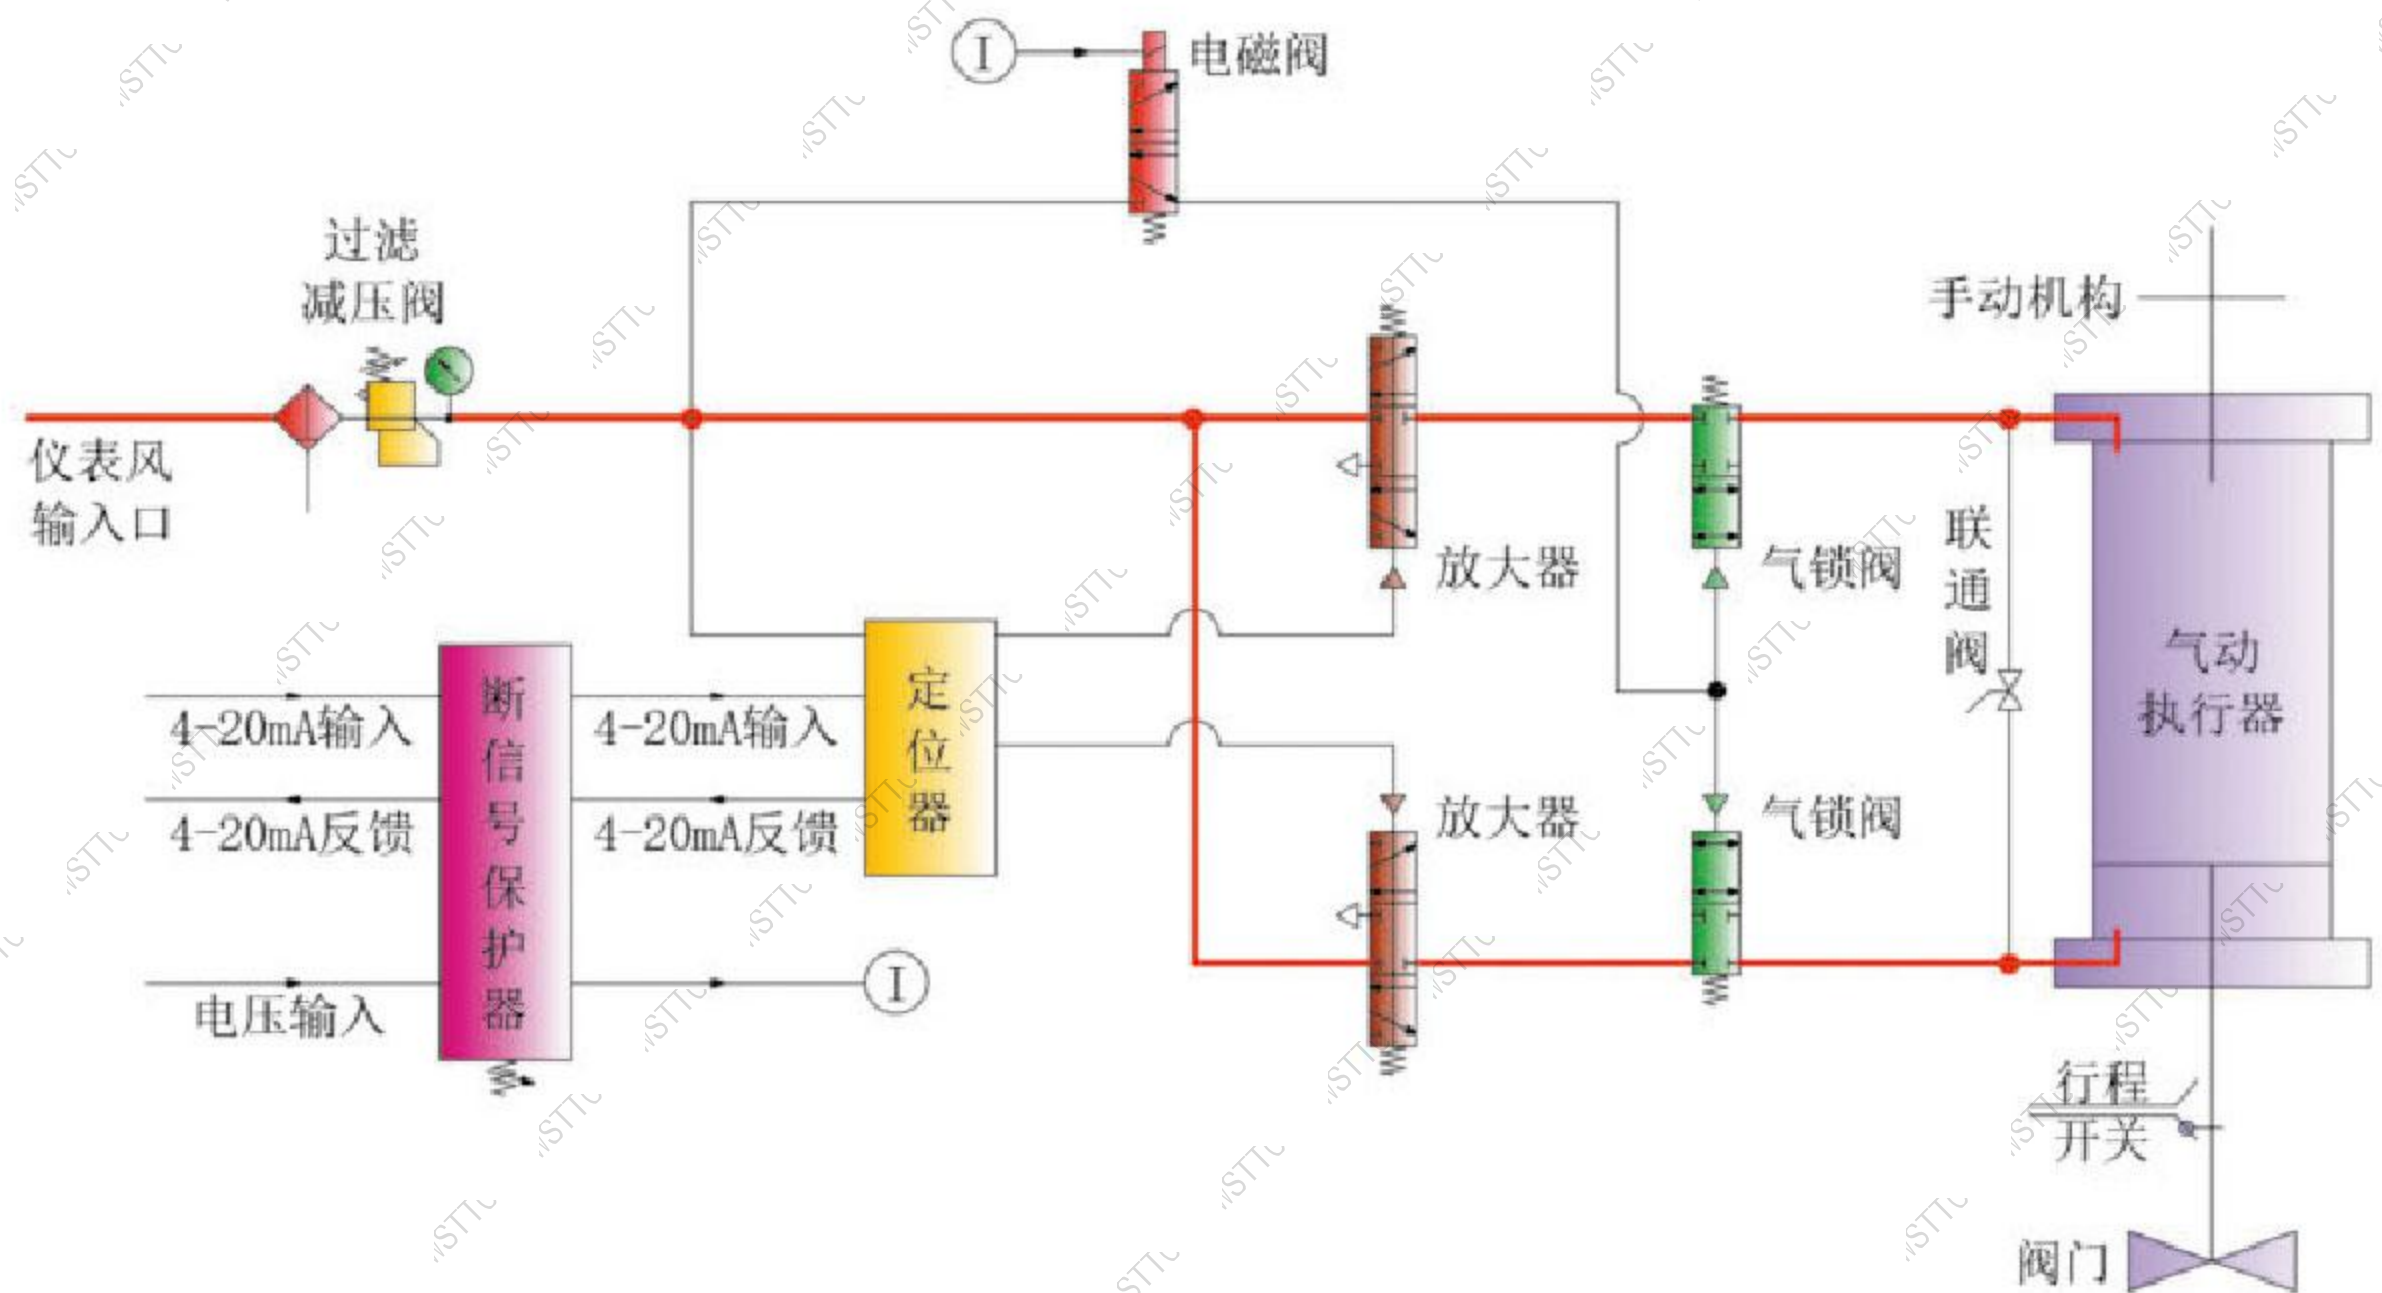 I
电磁阀
过滤
减压阀
手动机构
仪表风
输入口
放大器
气锁阀
联通阀
气动
执行器
断信号保护器
定位器
4-20mA输入
4-20mA输入
4-20mA反馈
4-20mA反馈
放大器
气锁阀
电压输入
I
行程
开关
阀门